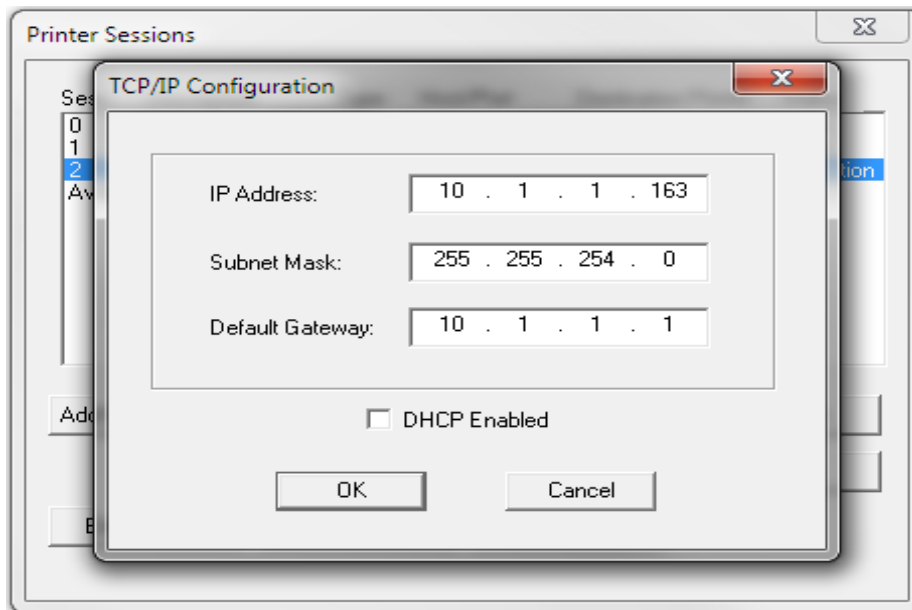 Printer Sessions
TCP/IP Configuration
0
1
2
tion
IP Address: 10 . 1 . 1 . 163
Subnet Mask: 255 . 255 . 254 . 0
Default Gateway: 10 . 1 . 1 . 1
DHCP Enabled
OK Cancel